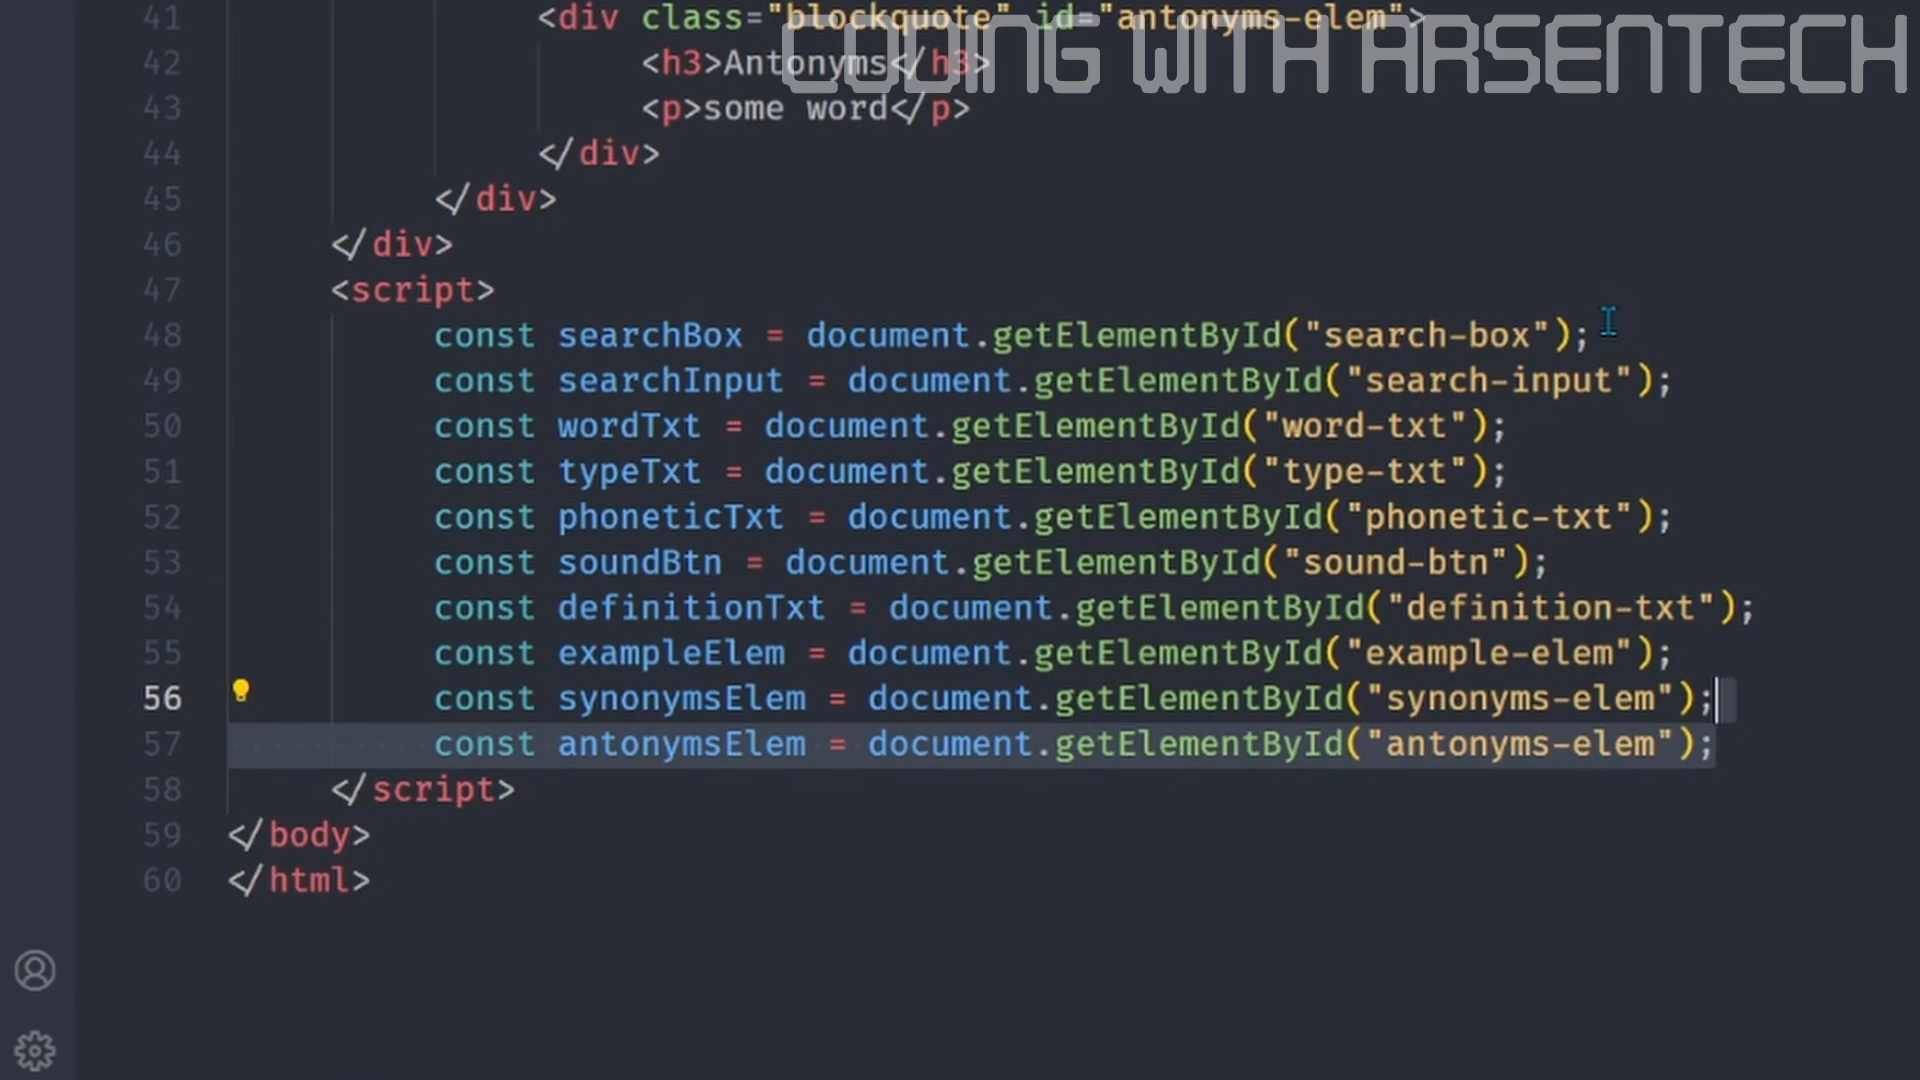 CODING WITH ARSENTECH
41 <div class="blockquote" id="antonyms-elem">
42 <h3>Antonyms</h3>
43 <p>some word</p>
44 </div>
45 </div>
46 </div>
47 <script>
48 const searchBox = document.getElementById("search-box");
49 const searchInput = document.getElementById("search-input");
50 const wordTxt = document.getElementById("word-txt");
51 const typeTxt = document.getElementById("type-txt");
52 const phoneticTxt = document.getElementById("phonetic-txt");
53 const soundBtn = document.getElementById("sound-btn");
54 const definitionTxt = document.getElementById("definition-txt");
55 const exampleElem = document.getElementById("example-elem");
56 const synonymsElem = document.getElementById("synonyms-elem");
57 const antonymsElem = document.getElementById("antonyms-elem");
58 </script>
59 </body>
60 </html>